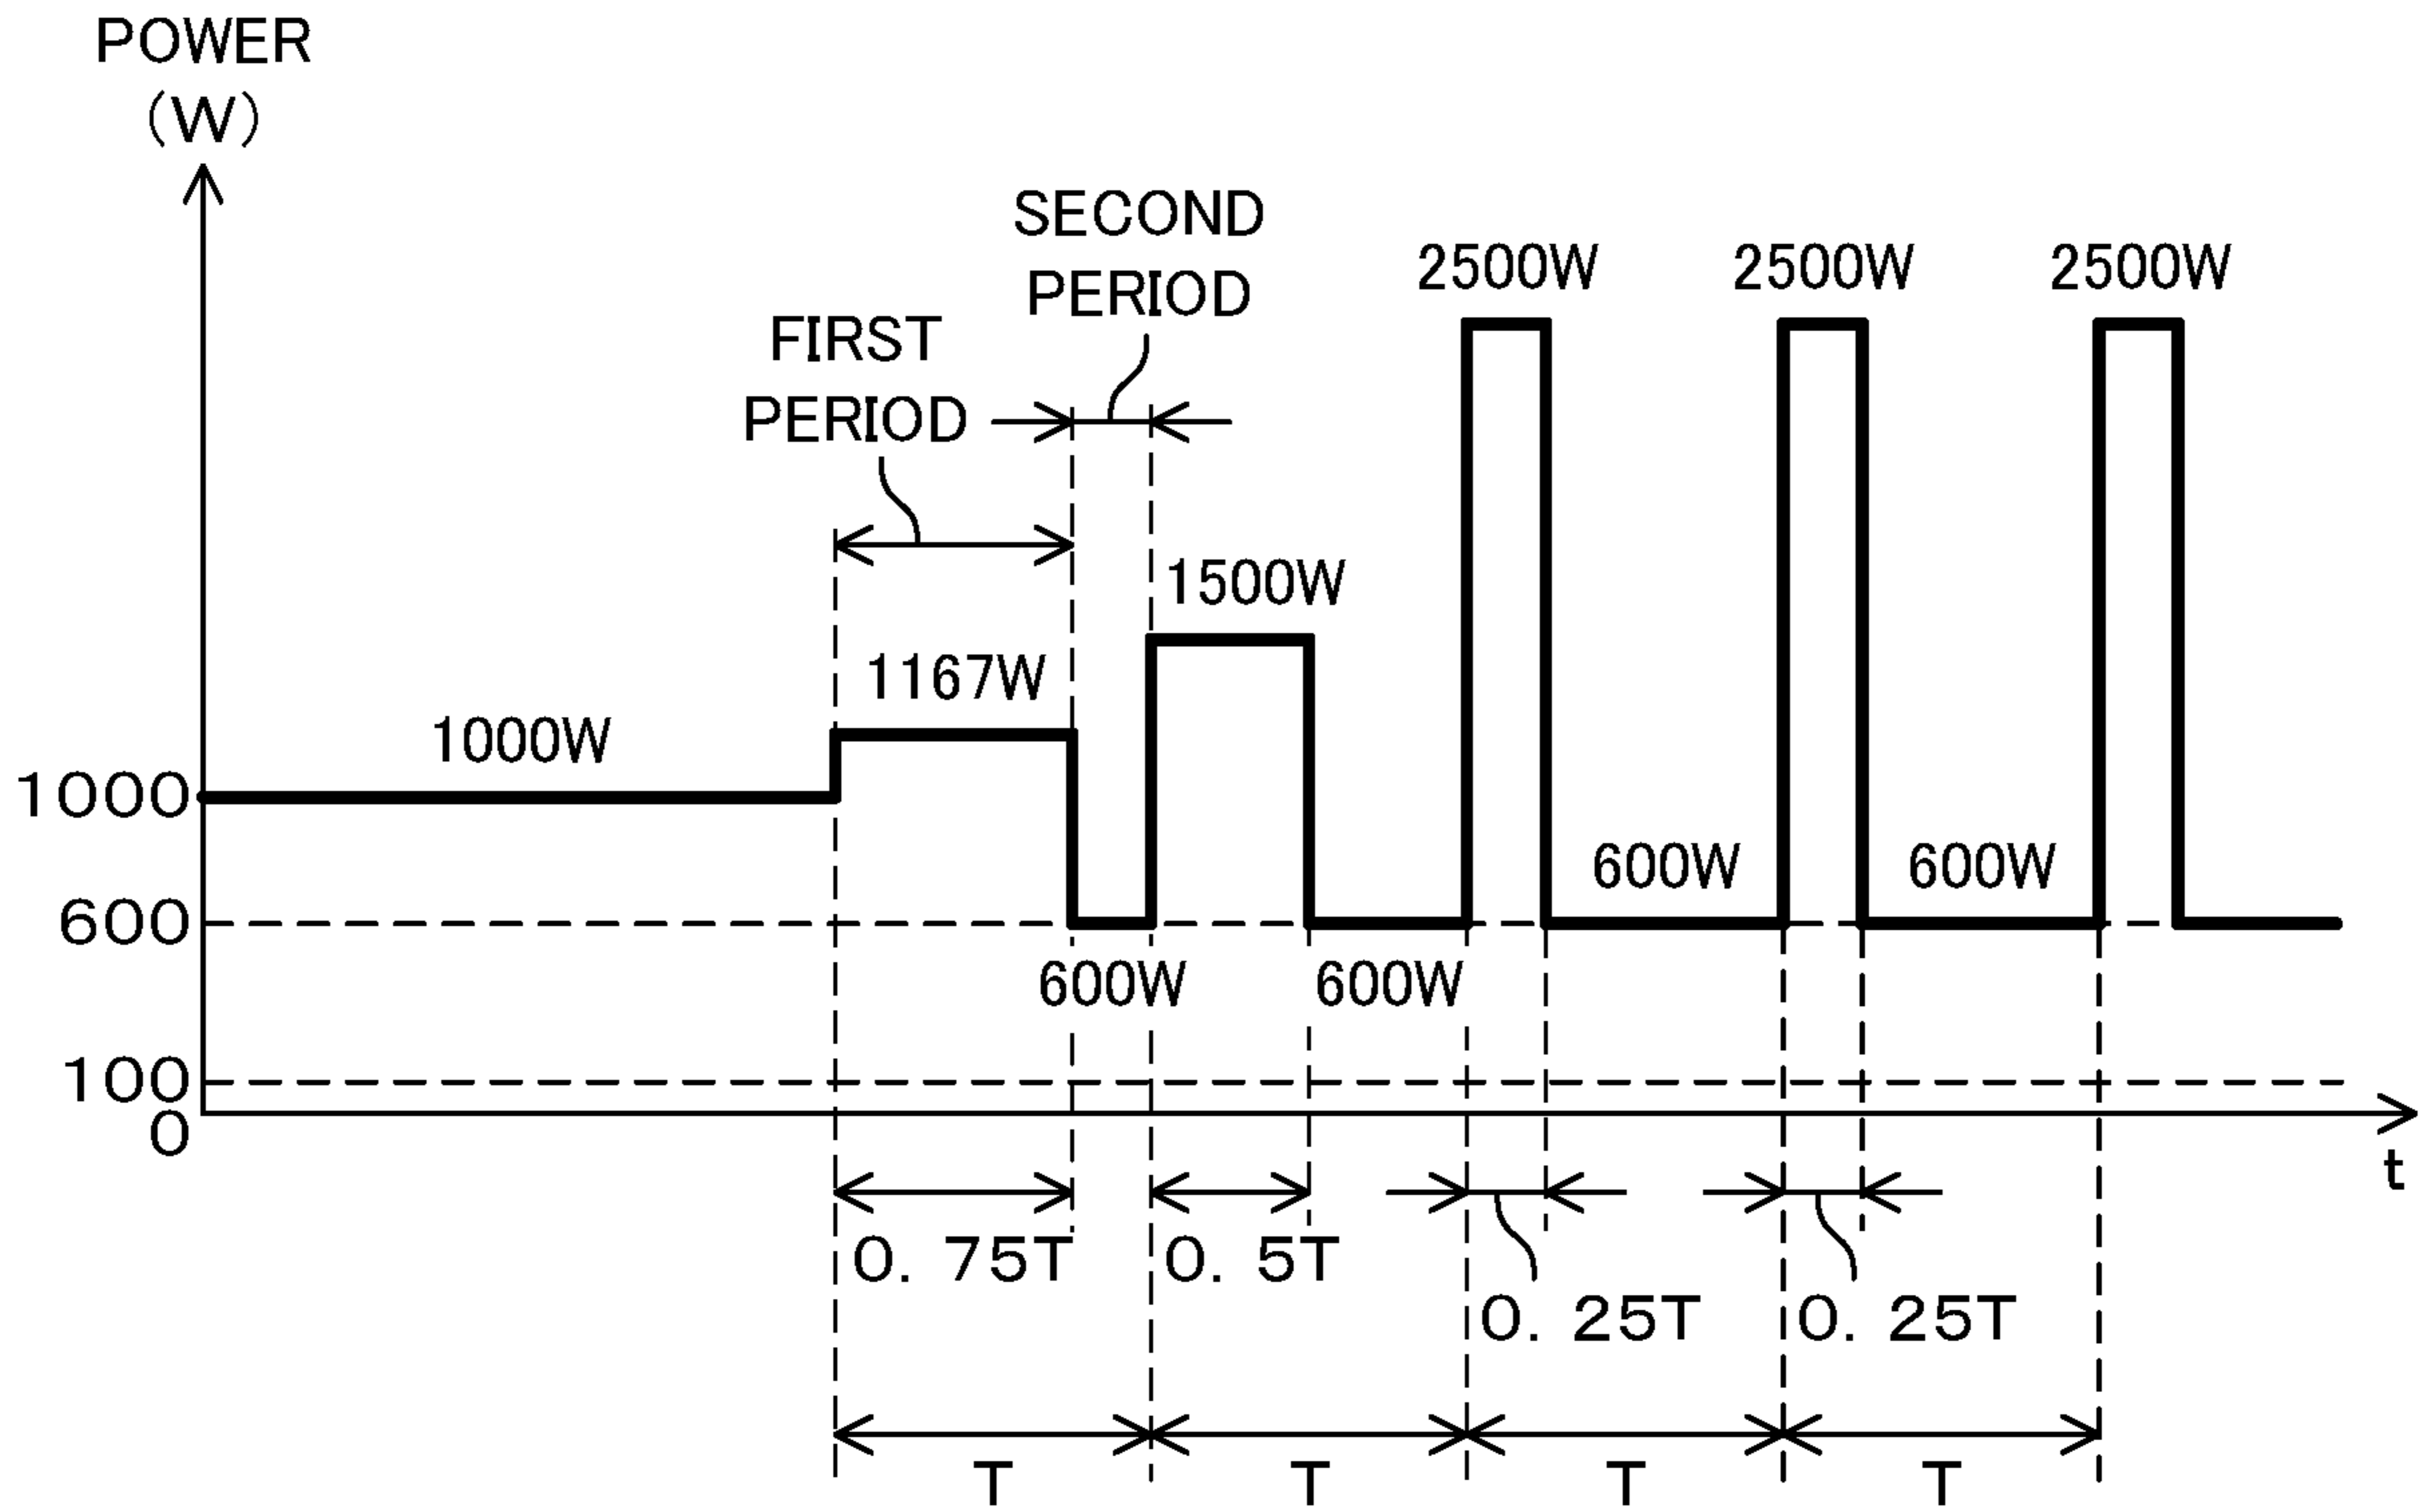 POWER
(W)
SECOND
PERIOD
2500W 2500W 2500W
FIRST
PERIOD
1500W
1167W
1000W
1000
600W 600W
600
600W 600W
100
0
t
0. 75T 0. 5T
0. 25T 0. 25T
T T T T